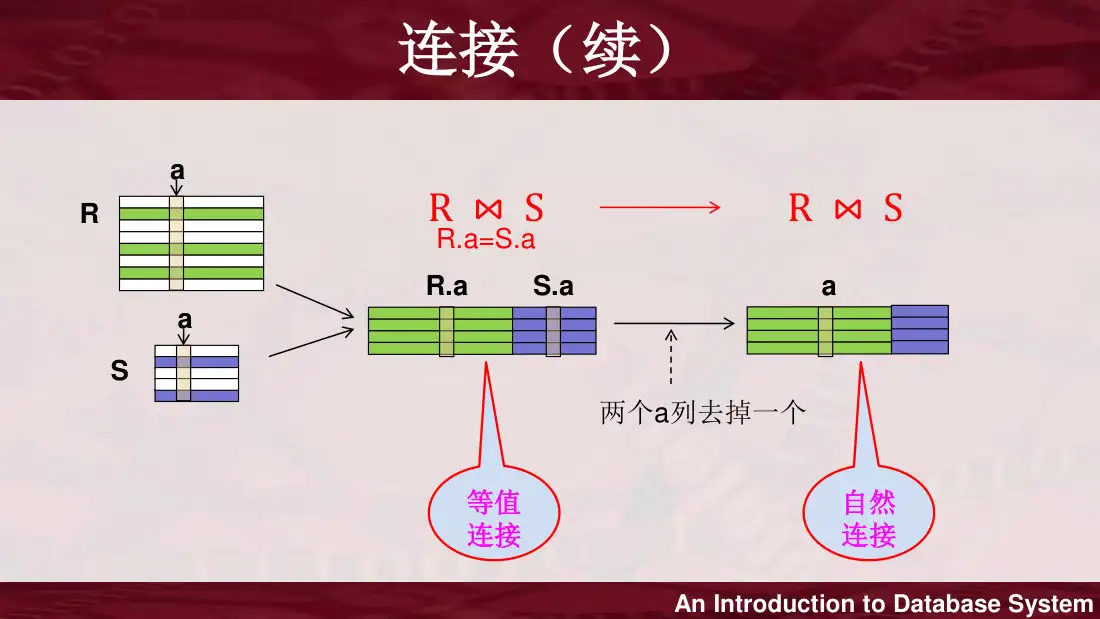 连接（续）
a
R
R ⋈ S
R.a=S.a
R ⋈ S
R.a
S.a
a
a
S
两个a列去掉一个
等值
连接
自然
连接
An Introduction to Database System